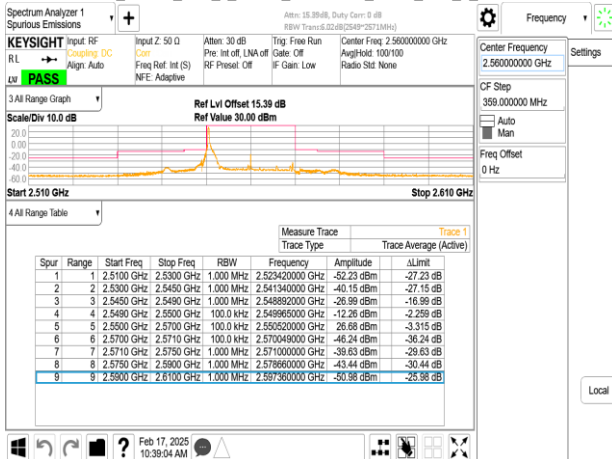 Spectrum Analyzer 1
Spurious Emissions
Attn: 15.39dB, Duty Corr: 0 dB
RBW Trans:6.02dB(2549~2571MHz)
Frequency
KEYSIGHT
Input: RF
Input Z: 50 Ω
Atten: 30 dB
Trig: Free Run
Center Freq: 2.560000000 GHz
RL
Coupling: DC
Corr
Pre: Int off, LNA off
Gate: Off
Avg|Hold: 100/100
Align: Auto
Freq Ref: Int (S)
RF Preset: Off
IF Gain: Low
Radio Std: None
NFE: Adaptive
LXI
PASS
Center Frequency
2.560000000 GHz
Settings
CF Step
359.000000 MHz
Auto
Man
Freq Offset
0 Hz
3 All Range Graph
Ref Lvl Offset 15.39 dB
Scale/Div 10.0 dB
Ref Value 30.00 dBm
20.0
0.00
-20.0
-40.0
-60.0
Start 2.510 GHz
Stop 2.610 GHz
4 All Range Table
Measure Trace Trace 1
Trace Type Trace Average (Active)
Spur Range Start Freq Stop Freq RBW Frequency Amplitude ΔLimit
1 1 2.5100 GHz 2.5300 GHz 1.000 MHz 2.523420000 GHz -52.23 dBm -27.23 dB
2 2 2.5300 GHz 2.5450 GHz 1.000 MHz 2.541340000 GHz -40.15 dBm -27.15 dB
3 3 2.5450 GHz 2.5490 GHz 1.000 MHz 2.548892000 GHz -26.99 dBm -16.99 dB
4 4 2.5490 GHz 2.5500 GHz 100.0 kHz 2.549965000 GHz -12.26 dBm -2.259 dB
5 5 2.5500 GHz 2.5700 GHz 100.0 kHz 2.550520000 GHz 26.68 dBm -3.315 dB
6 6 2.5700 GHz 2.5710 GHz 100.0 kHz 2.570049000 GHz -46.24 dBm -36.24 dB
7 7 2.5710 GHz 2.5750 GHz 1.000 MHz 2.571000000 GHz -39.63 dBm -29.63 dB
8 8 2.5750 GHz 2.5900 GHz 1.000 MHz 2.578660000 GHz -43.44 dBm -30.44 dB
9 9 2.5900 GHz 2.6100 GHz 1.000 MHz 2.597360000 GHz -50.98 dBm -25.98 dB
Local
Feb 17, 2025
10:39:04 AM